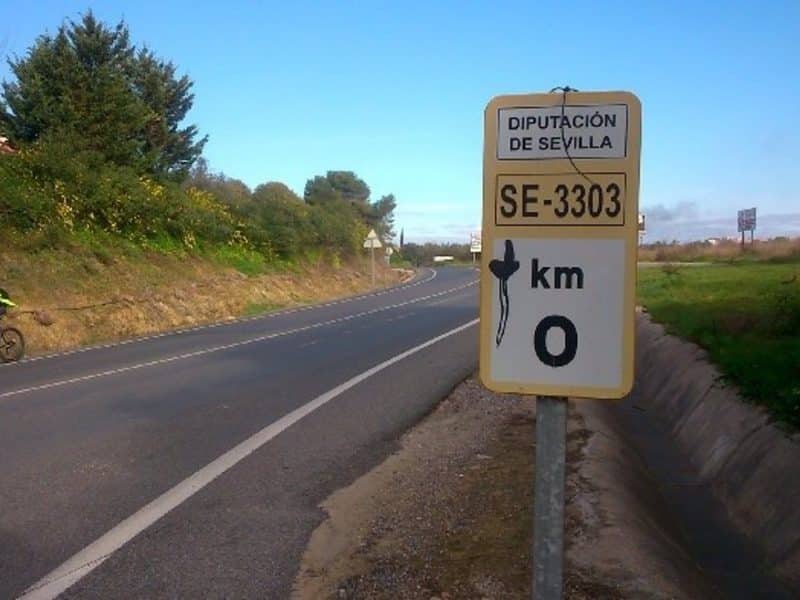 DIPUTACIÓN
DE SEVILLA
SE-3303
km
0